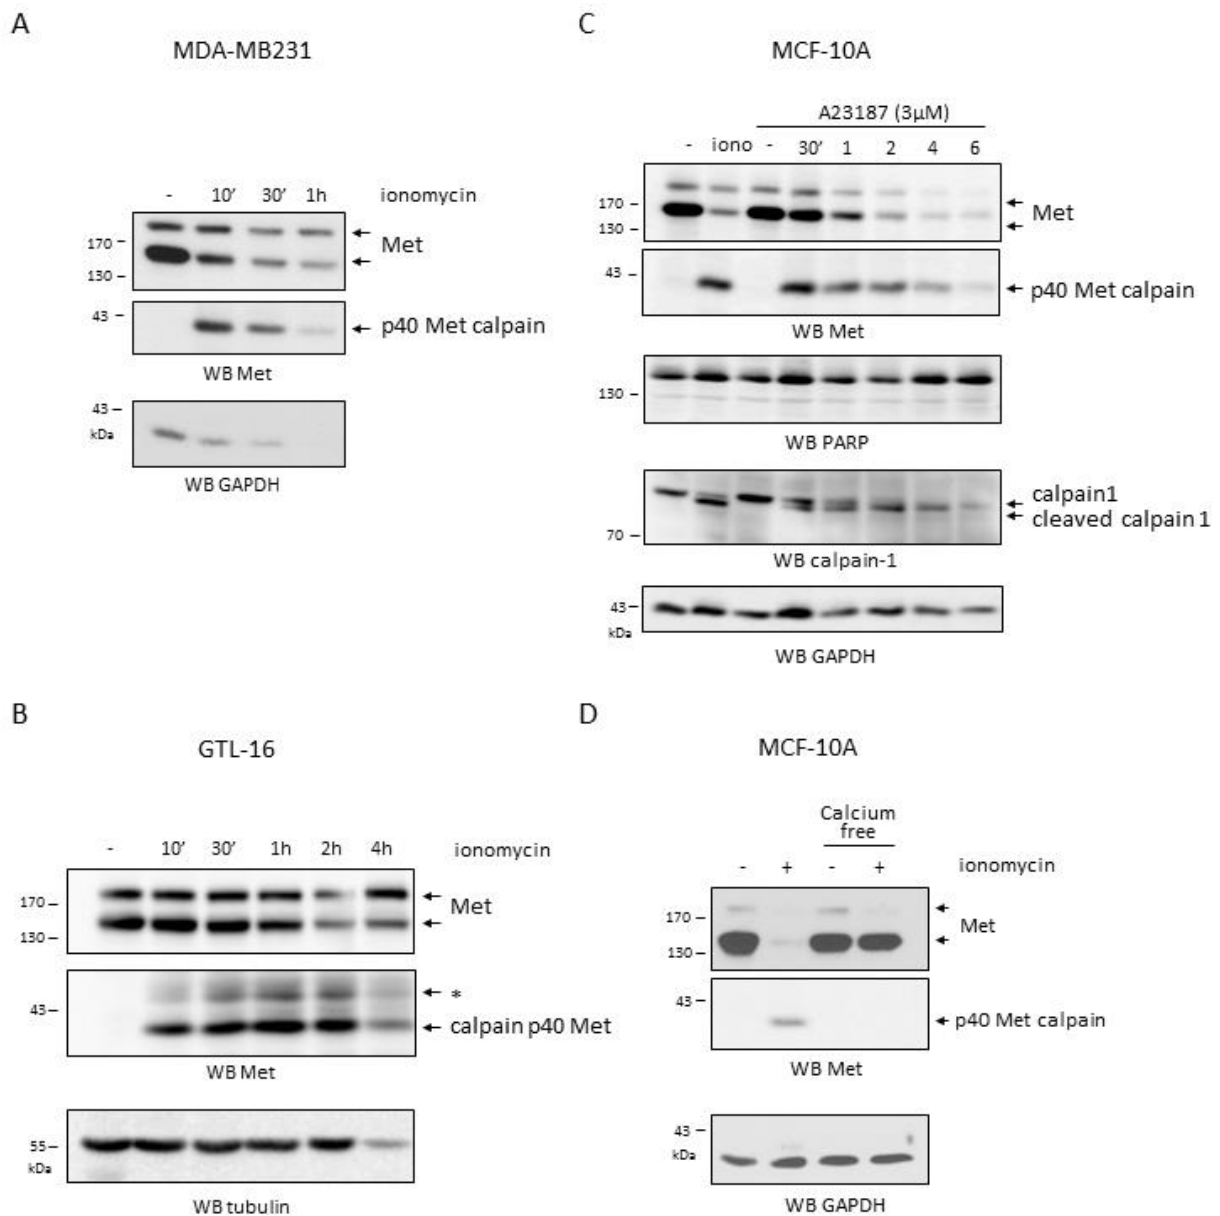 A
MDA-MB231
- 10’ 30’ 1h ionomycin
170
130
Met
43
p40 Met calpain
WB Met
43
kDa
WB GAPDH
C
MCF-10A
A23187 (3µM)
- iono - 30’ 1 2 4 6
170
130
Met
43
p40 Met calpain
WB Met
130
WB PARP
calpain1
cleaved calpain 1
70
WB calpain-1
43
kDa
WB GAPDH
B
GTL-16
- 10’ 30’ 1h 2h 4h ionomycin
170
130
Met
*
43
calpain p40 Met
WB Met
55
kDa
WB tubulin
D
MCF-10A
Calcium
free
- + - + ionomycin
170
130
Met
43
p40 Met calpain
WB Met
43
kDa
WB GAPDH